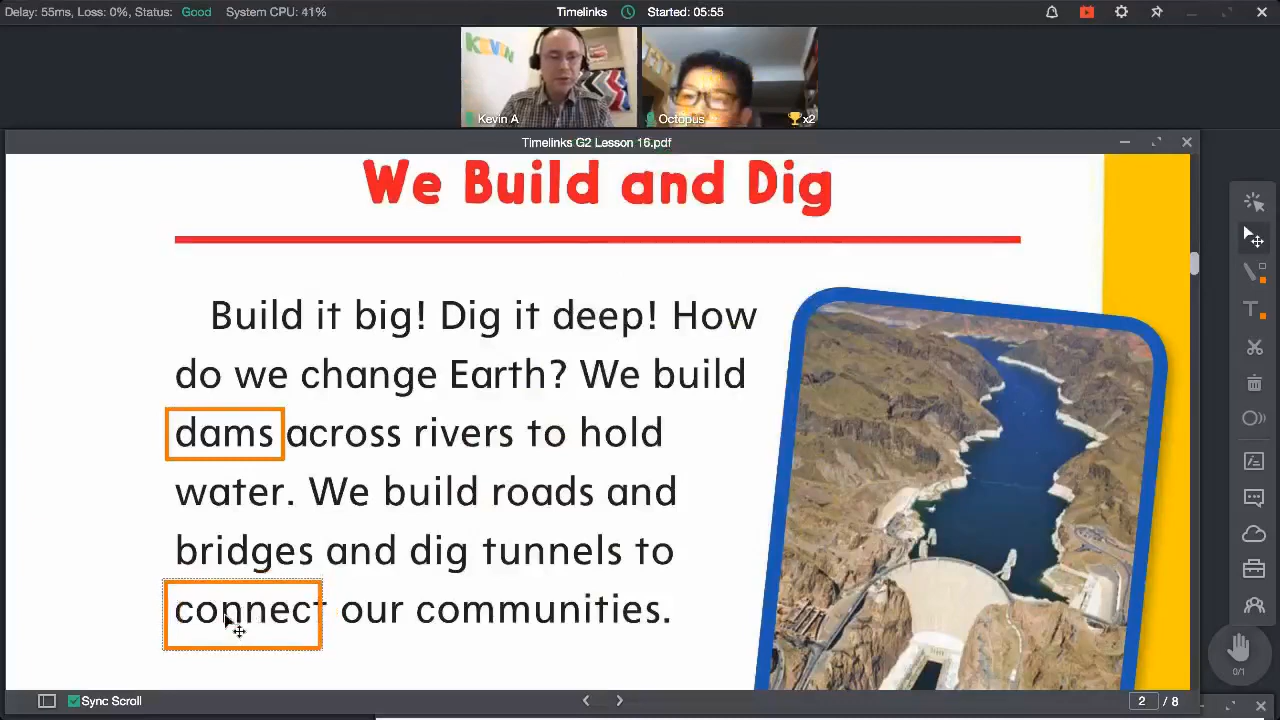 Delay: 55ms, Loss: 0%, Status: Good System CPU: 41%
Timelinks Started: 05:55
KEVIN
Kevin A
Octopus
x2
Timelinks G2 Lesson 16.pdf
We Build and Dig
Build it big! Dig it deep! How
do we change Earth? We build
dams across rivers to hold
water. We build roads and
bridges and dig tunnels to
connect our communities.
0/1
Sync Scroll
2 / 8